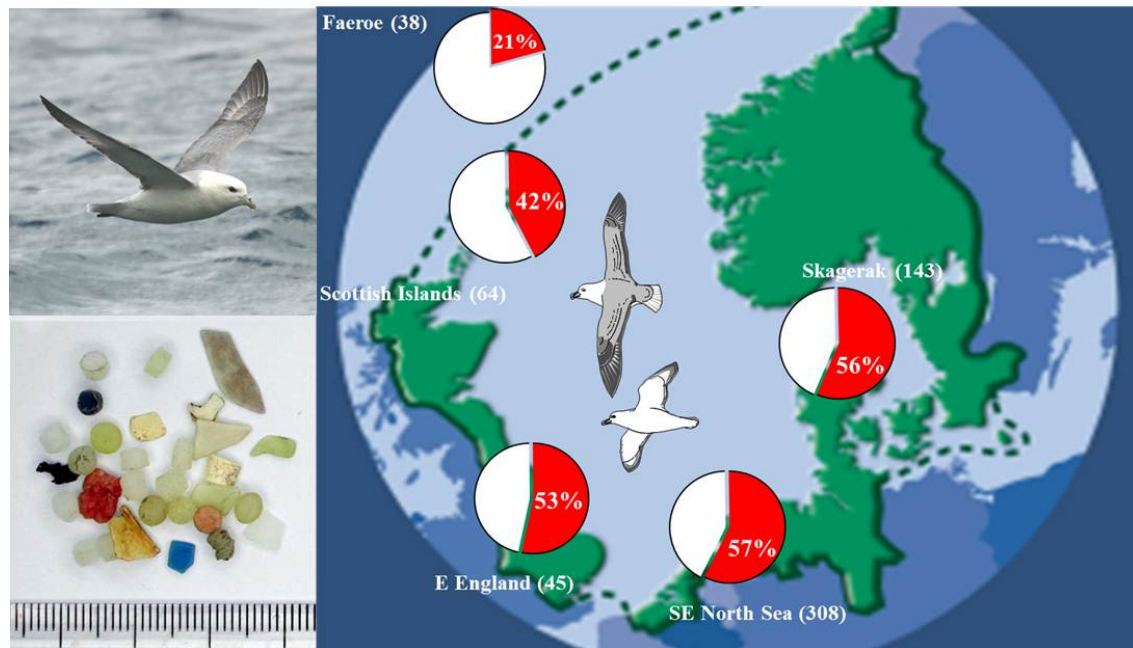 Faeroe (38)
21%
42%
Scottish Islands (64)
Skagerak (143)
56%
53%
57%
E England (45)
SE North Sea (308)